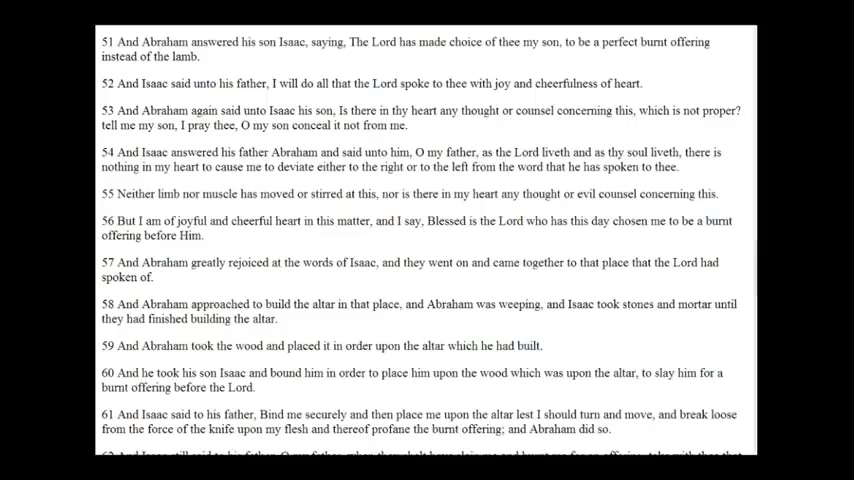 51 And Abraham answered his son Isaac, saying, The Lord has made choice of thee my son, to be a perfect burnt offering
instead of the lamb.
52 And Isaac said unto his father, I will do all that the Lord spoke to thee with joy and cheerfulness of heart.
53 And Abraham again said unto Isaac his son, Is there in thy heart any thought or counsel concerning this, which is not proper?
tell me my son, I pray thee, O my son conceal it not from me.
54 And Isaac answered his father Abraham and said unto him, O my father, as the Lord liveth and as thy soul liveth, there is
nothing in my heart to cause me to deviate either to the right or to the left from the word that he has spoken to thee.
55 Neither limb nor muscle has moved or stirred at this, nor is there in my heart any thought or evil counsel concerning this.
56 But I am of joyful and cheerful heart in this matter, and I say, Blessed is the Lord who has this day chosen me to be a burnt
offering before Him.
57 And Abraham greatly rejoiced at the words of Isaac, and they went on and came together to that place that the Lord had
spoken of.
58 And Abraham approached to build the altar in that place, and Abraham was weeping, and Isaac took stones and mortar until
they had finished building the altar.
59 And Abraham took the wood and placed it in order upon the altar which he had built.
60 And he took his son Isaac and bound him in order to place him upon the wood which was upon the altar, to slay him for a
burnt offering before the Lord.
61 And Isaac said to his father, Bind me securely and then place me upon the altar lest I should turn and move, and break loose
from the force of the knife upon my flesh and thereof profane the burnt offering; and Abraham did so.